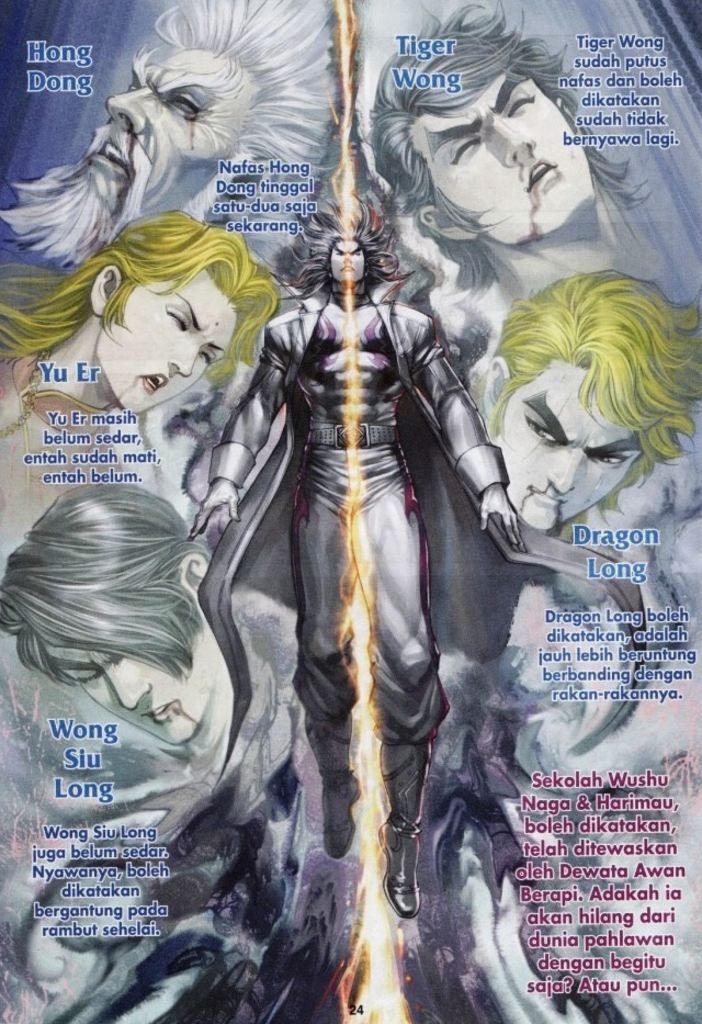 Hong
Dong
Nafas Hong
Dong tinggal
satu-dua saja
sekarang.
Tiger
Wong
Tiger Wong
sudah putus
nafas dan boleh
dikatakan
sudah tidak
bernyawa lagi.
Yu Er
Yu Er masih
belum sedar,
entah sudah mati,
entah belum.
Dragon
Long
Dragon Long boleh
dikatakan, adalah
jauh lebih beruntung
berbanding dengan
rakan-rakannya.
Wong
Siu
Long
Wong Siu Long
juga belum sedar.
Nyawanya, boleh
dikatakan
bergantung pada
rambut sehelai.
Sekolah Wushu
Naga & Harimau,
boleh dikatakan,
telah ditewaskan
oleh Dewata Awan
Berapi. Adakah ia
akan hilang dari
dunia pahlawan
dengan begitu
saja? Atau pun...
24